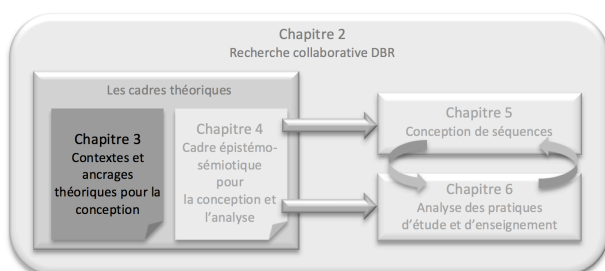 Chapitre 2
Recherche collaborative DBR
Les cadres théoriques
Chapitre 3
Contextes et
ancrages
théoriques pour la
conception
Chapitre 4
Cadre épistémo-
sémiotique
pour
la conception et
l'analyse
Chapitre 5
Conception de séquences
Chapitre 6
Analyse des pratiques
d'étude et d'enseignement